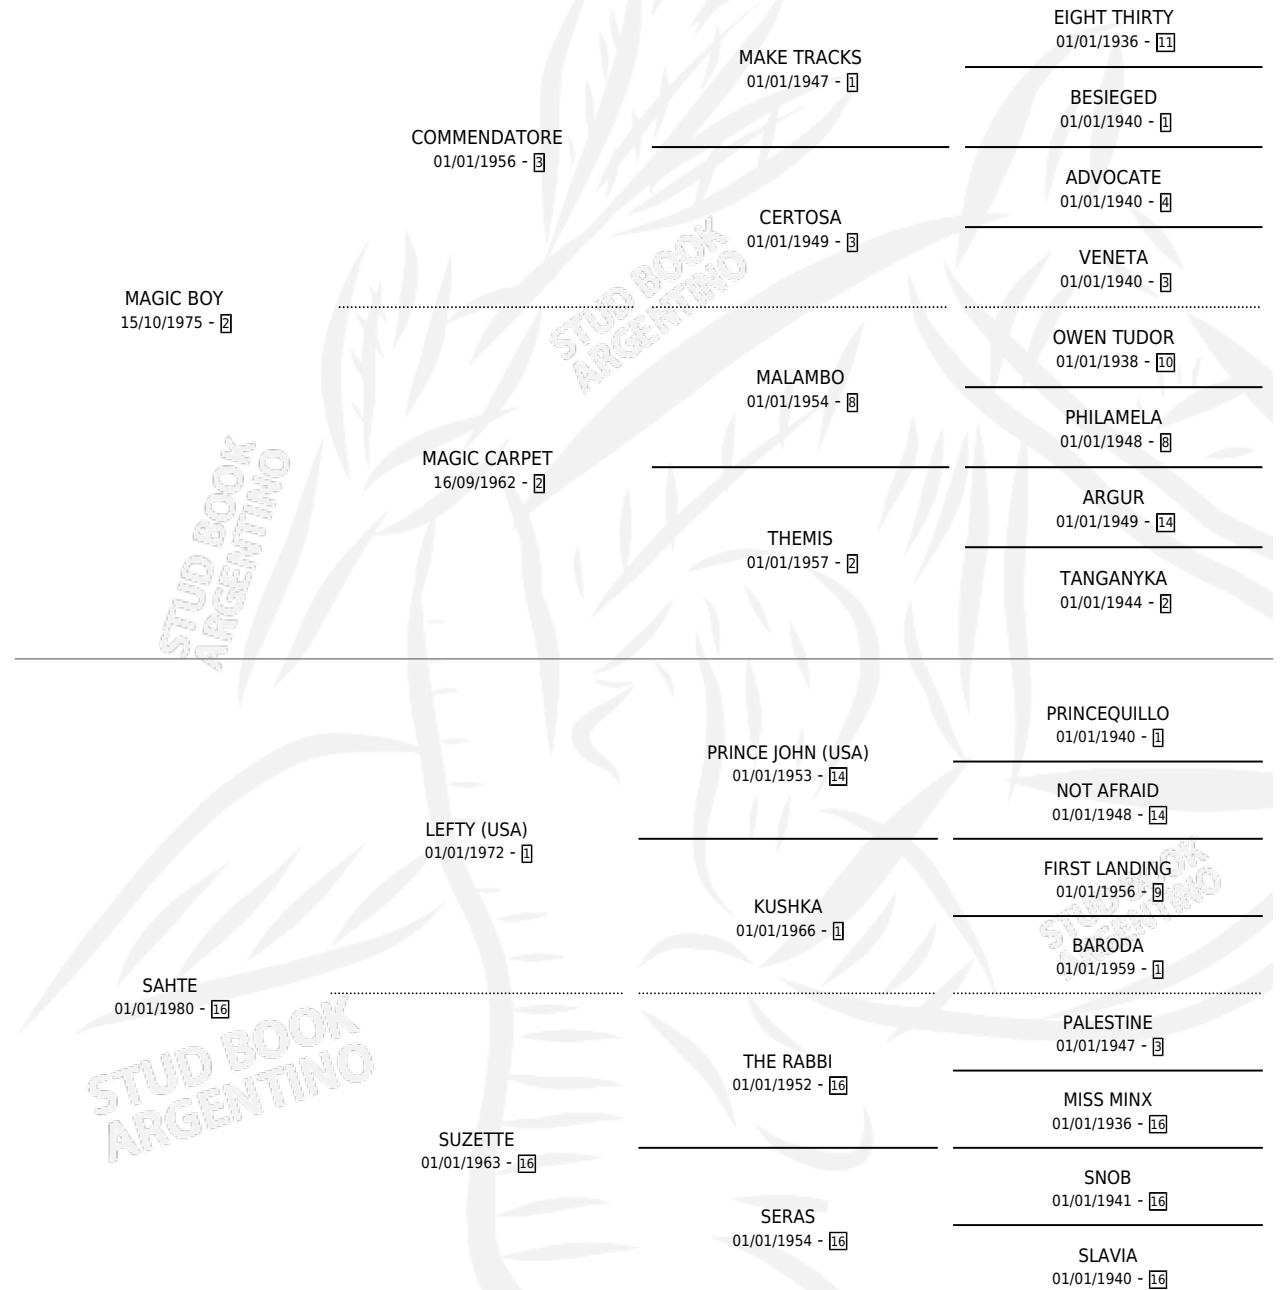 EIGHT THIRTY
01/01/1936 - 11
MAKE TRACKS
01/01/1947 - 1
BESIEGED
01/01/1940 - 1
COMMENDATORE
01/01/1956 - 3
ADVOCATE
01/01/1940 - 4
CERTOSA
01/01/1949 - 3
VENETA
01/01/1940 - 3
MAGIC BOY
15/10/1975 - 2
OWEN TUDOR
01/01/1938 - 10
MALAMBO
01/01/1954 - 8
PHILAMELA
01/01/1948 - 8
MAGIC CARPET
16/09/1962 - 2
ARGUR
01/01/1949 - 14
THEMIS
01/01/1957 - 2
TANGANYKA
01/01/1944 - 2
PRINCEQUILLO
01/01/1940 - 1
PRINCE JOHN (USA)
01/01/1953 - 14
NOT AFRAID
01/01/1948 - 14
LEFTY (USA)
01/01/1972 - 1
FIRST LANDING
01/01/1956 - 9
KUSHKA
01/01/1966 - 1
BARODA
01/01/1959 - 1
SAHTE
01/01/1980 - 16
PALESTINE
01/01/1947 - 3
THE RABBI
01/01/1952 - 16
MISS MINX
01/01/1936 - 16
SUZETTE
01/01/1963 - 16
SNOB
01/01/1941 - 16
SERAS
01/01/1954 - 16
SLAVIA
01/01/1940 - 16
STUD BOOK
ARGENTINO
STUD BOOK
ARGENTINO
STUD BOOK
ARGENTINO
STUD BOOK
ARGENTINO